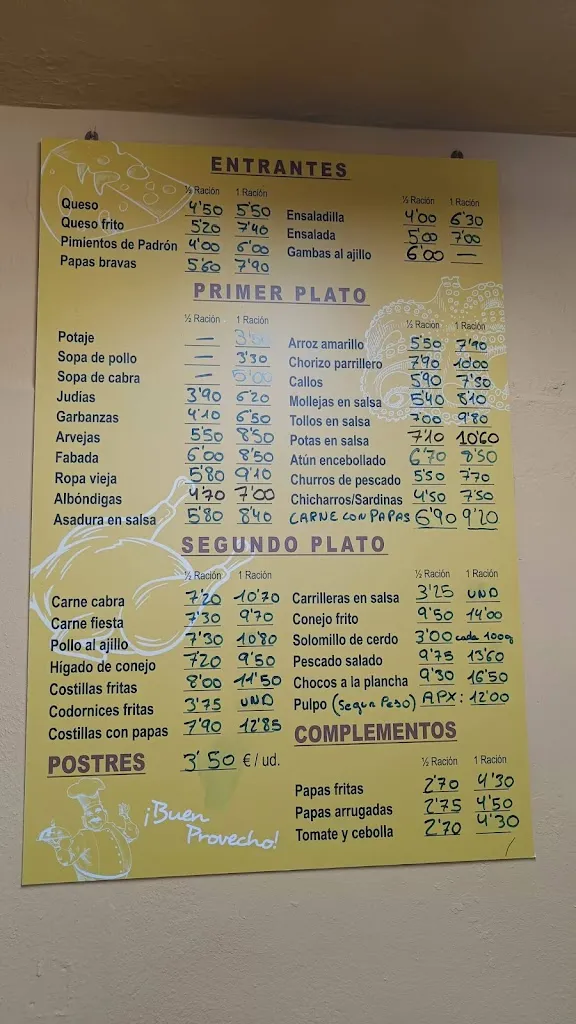 ENTRANTES
½ Ración 1 Ración
Queso 4'50 5'50
Queso frito 5'20 7'40
Pimientos de Padrón 4'00 6'00
Papas bravas 5'60 7'90
½ Ración 1 Ración
Ensaladilla 4'00 6'30
Ensalada 5'00 7'00
Gambas al ajillo 6'00 —
PRIMER PLATO
½ Ración 1 Ración
Potaje —
Sopa de pollo — 3'30
Sopa de cabra — 5'00
Judías 3'90 6'20
Garbanzas 4'10 6'50
Arvejas 5'50 8'50
Fabada 6'00 8'50
Ropa vieja 5'80 9'10
Albóndigas 4'70 7'00
Asadura en salsa 5'80 8'40
½ Ración 1 Ración
Arroz amarillo 5'50 7'90
Chorizo parrillero 7'90 10'00
Callos 5'90 7'30
Mollejas en salsa 5'40 8'10
Tollos en salsa 7'00 9'80
Potas en salsa 7'10 10'60
Atún encebollado 6'70 8'50
Churros de pescado 5'50 7'70
Chicharros/Sardinas 4'50 7'50
CARNE CON PAPAS 6'90 9'20
SEGUNDO PLATO
½ Ración 1 Ración
Carne cabra 7'20 10'70
Carne fiesta 7'30 9'70
Pollo al ajillo 7'30 10'80
Hígado de conejo 7'20 9'50
Costillas fritas 8'00 11'50
Codornices fritas 3'75 UND
Costillas con papas 7'90 12'85
½ Ración 1 Ración
Carrilleras en salsa 3'25 UND
Conejo frito 9'50 14'00
Solomillo de cerdo 3'00 cada 100g
Pescado salado 9'75 13'60
Chocos a la plancha 9'30 16'50
Pulpo (Segun Peso) APX: 12'00
POSTRES 3'50 € / ud.
COMPLEMENTOS
½ Ración 1 Ración
Papas fritas 2'70 4'30
Papas arrugadas 2'75 4'50
Tomate y cebolla 2'70 4'30
¡Buen
Provecho!